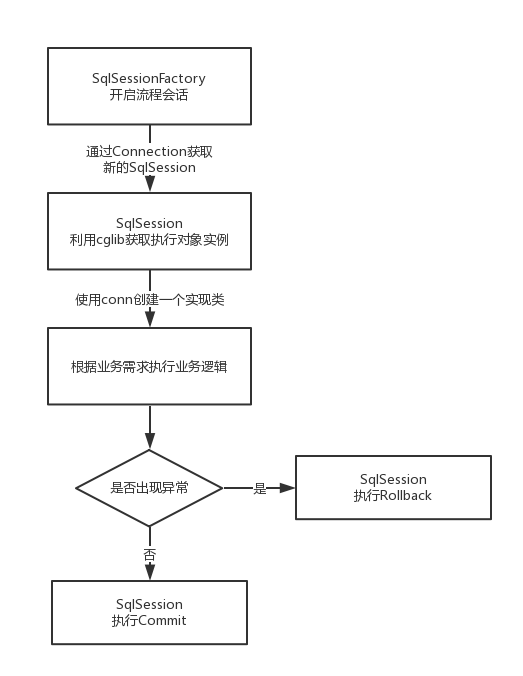 SqlSessionFactory
开启流程会话
通过Connection获取
新的SqlSession
SqlSession
利用cglib获取执行对象实例
使用conn创建一个实现类
根据业务需求执行业务逻辑
是否出现异常
是
SqlSession
执行Rollback
否
SqlSession
执行Commit